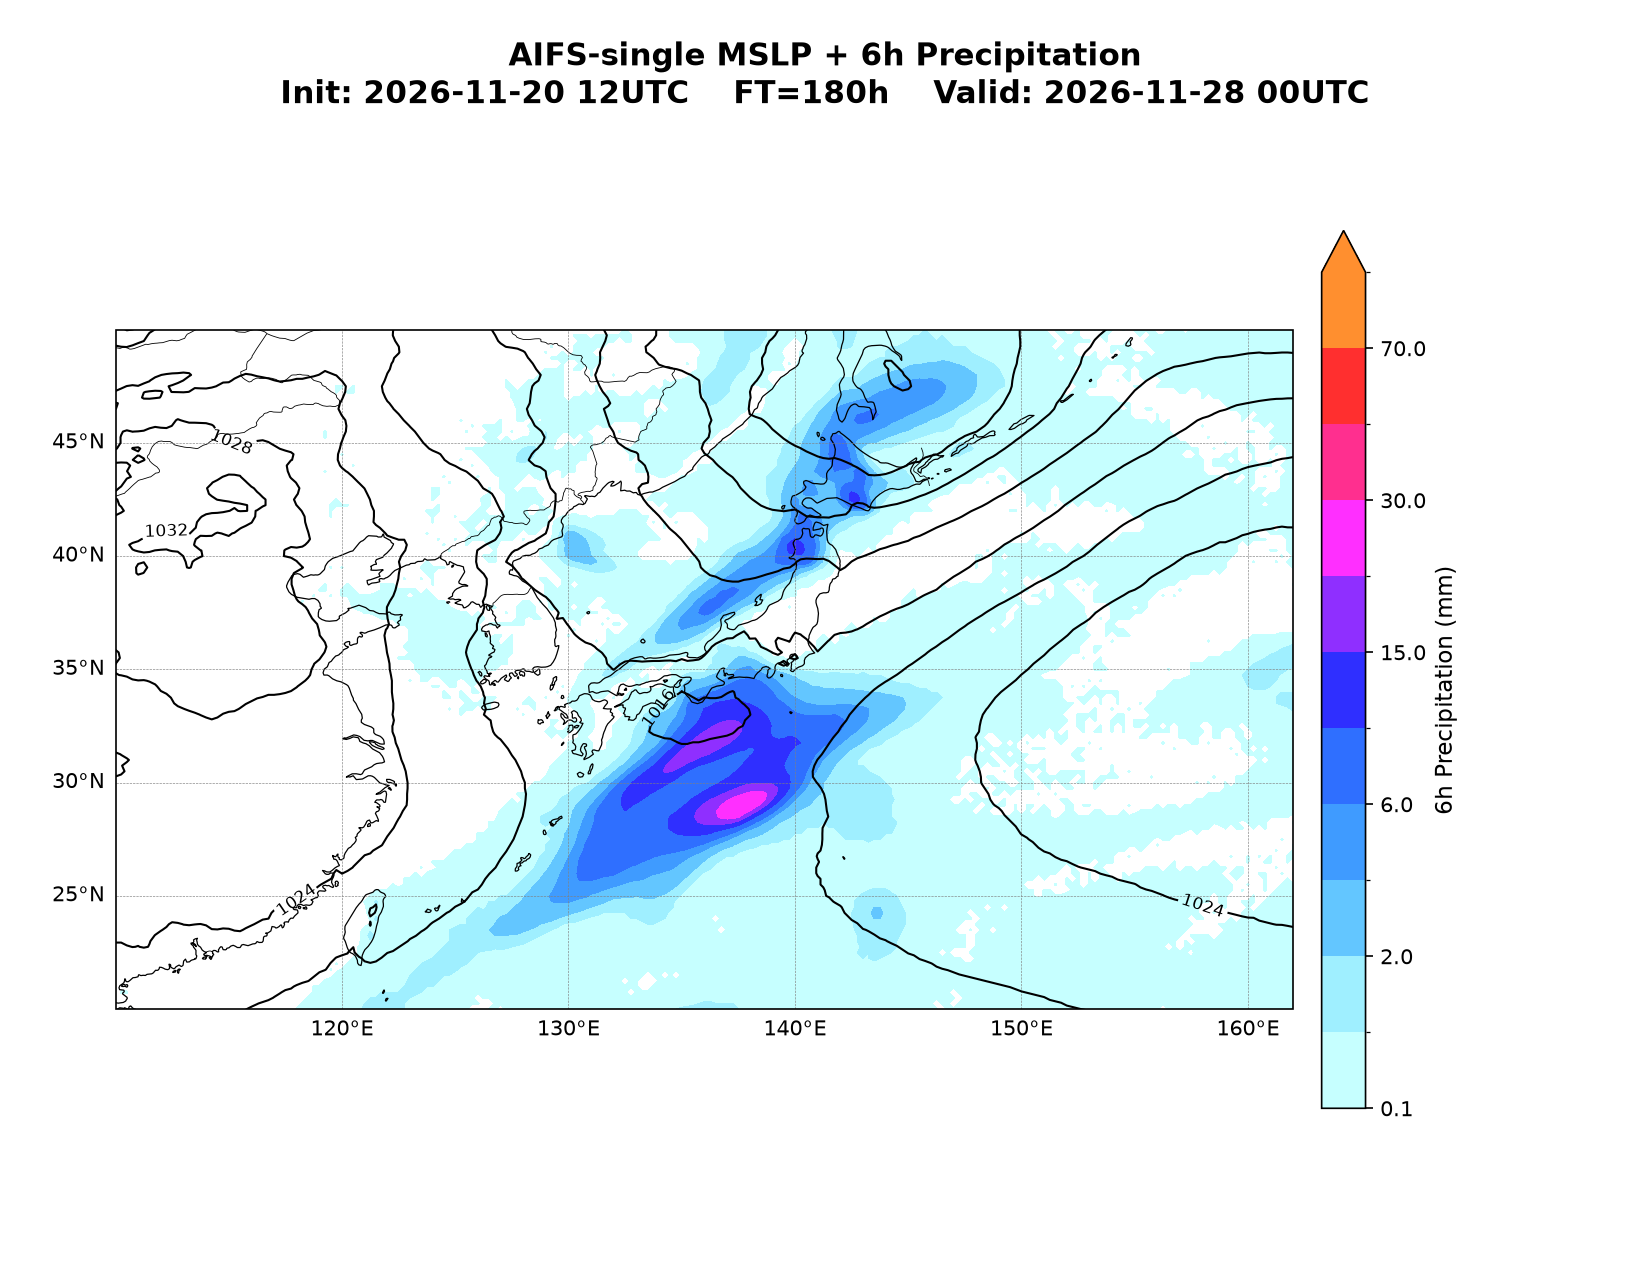 AIFS-single MSLP + 6h Precipitation
Init: 2026-11-20 12UTC    FT=180h    Valid: 2026-11-28 00UTC
70.0
45°N
1028
30.0
1032
40°N
35°N
15.0
1016
6h Precipitation (mm)
30°N
6.0
25°N
1024
1024
2.0
120°E
130°E
140°E
150°E
160°E
0.1